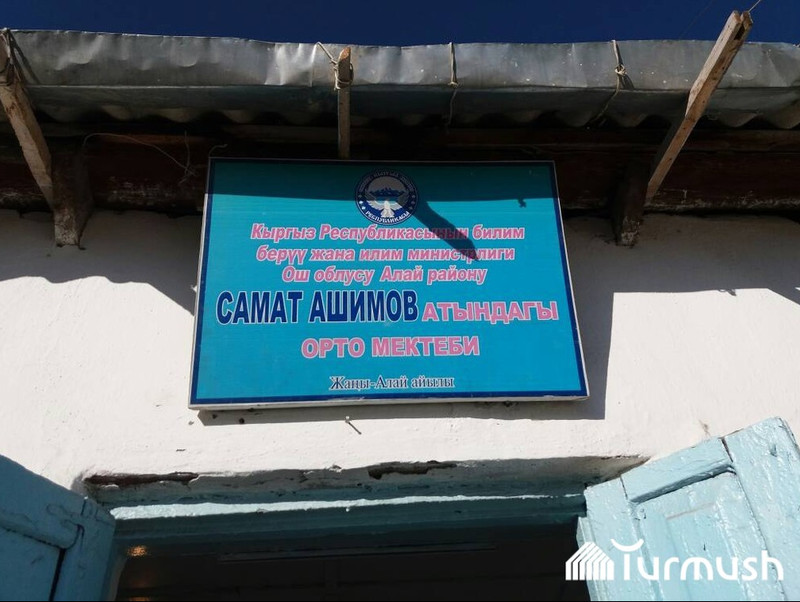 РЕСПУБЛИКАСЫ
Кыргыз Республикасынын билим
берүү жана илим министрлиги
Ош облусу Алай району
САМАТ АШИМОВ АТЫНДАГЫ
ОРТО МЕКТЕБИ
Жаңы-Алай айылы
Turmush